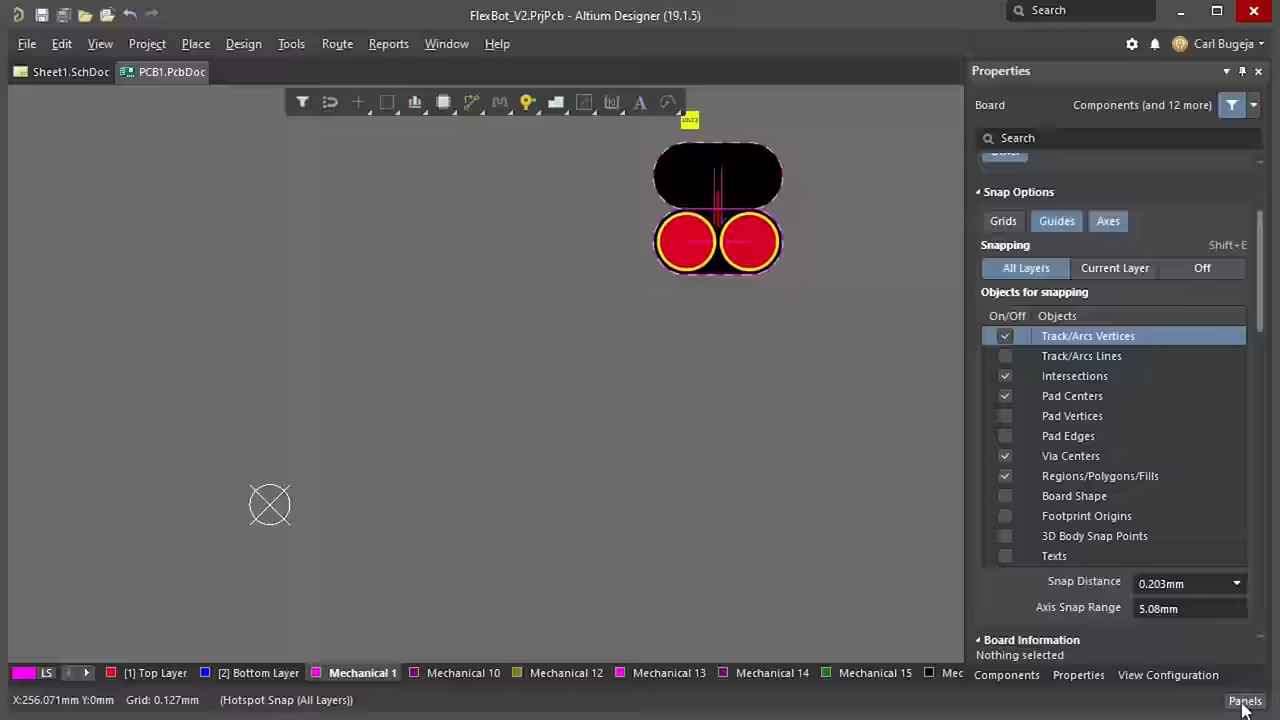 FlexBot_V2.PrjPcb - Altium Designer (19.1.5)
Search
File Edit View Project Place Design Tools Route Reports Window Help
Carl Bugeja
Sheet1.SchDoc PCB1.PcbDoc
Properties
Board Components (and 12 more)
Search
Snap Options
Grids Guides Axes
Snapping Shift+E
All Layers Current Layer Off
Objects for snapping
On/Off Objects
Track/Arcs Vertices
Track/Arcs Lines
Intersections
Pad Centers
Pad Vertices
Pad Edges
Via Centers
Regions/Polygons/Fills
Board Shape
Footprint Origins
3D Body Snap Points
Texts
Snap Distance 0.203mm
Axis Snap Range 5.08mm
Board Information
Nothing selected
LS [1] Top Layer [2] Bottom Layer Mechanical 1 Mechanical 10 Mechanical 12 Mechanical 13 Mechanical 14 Mechanical 15 Mec
Components Properties View Configuration
X:256.071mm Y:0mm Grid: 0.127mm (Hotspot Snap (All Layers))
Panels